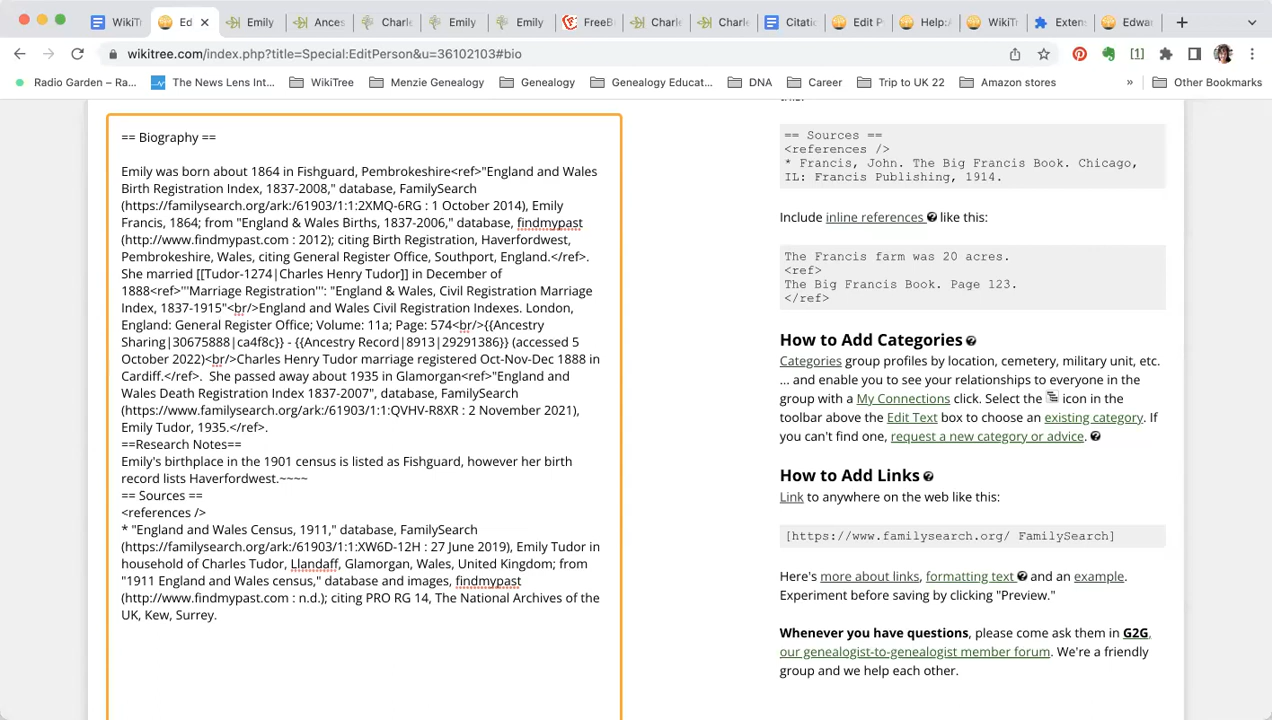 WikiTr
Ed
Emily
Ances
Charle
Emily
Emily
FreeB
Charle
Charle
Citatio
Edit P
Help:A
WikiTr
Exten
Edwar
wikitree.com/index.php?title=Special:EditPerson&u=36102103#bio
Radio Garden – Ra...
The News Lens Int...
WikiTree
Menzie Genealogy
Genealogy
Genealogy Educat...
DNA
Career
Trip to UK 22
Amazon stores
»
Other Bookmarks
== Biography ==
Emily was born about 1864 in Fishguard, Pembrokeshire<ref>"England and Wales
Birth Registration Index, 1837-2008," database, FamilySearch
(https://familysearch.org/ark:/61903/1:1:2XMQ-6RG : 1 October 2014), Emily
Francis, 1864; from "England & Wales Births, 1837-2006," database, findmypast
(http://www.findmypast.com : 2012); citing Birth Registration, Haverfordwest,
Pembrokeshire, Wales, citing General Register Office, Southport, England.</ref>.
She married [[Tudor-1274|Charles Henry Tudor]] in December of
1888<ref>'''Marriage Registration''': "England & Wales, Civil Registration Marriage
Index, 1837-1915"<br/>England and Wales Civil Registration Indexes. London,
England: General Register Office; Volume: 11a; Page: 574<br/>{{Ancestry
Sharing|30675888|ca4f8c}} - {{Ancestry Record|8913|29291386}} (accessed 5
October 2022)<br/>Charles Henry Tudor marriage registered Oct-Nov-Dec 1888 in
Cardiff.</ref>.  She passed away about 1935 in Glamorgan<ref>"England and
Wales Death Registration Index 1837-2007", database, FamilySearch
(https://www.familysearch.org/ark:/61903/1:1:QVHV-R8XR : 2 November 2021),
Emily Tudor, 1935.</ref>.
==Research Notes==
Emily's birthplace in the 1901 census is listed as Fishguard, however her birth
record lists Haverfordwest.~~~~
== Sources ==
<references />
* "England and Wales Census, 1911," database, FamilySearch
(https://familysearch.org/ark:/61903/1:1:XW6D-12H : 27 June 2019), Emily Tudor in
household of Charles Tudor, Llandaff, Glamorgan, Wales, United Kingdom; from
"1911 England and Wales census," database and images, findmypast
(http://www.findmypast.com : n.d.); citing PRO RG 14, The National Archives of the
UK, Kew, Surrey.
this:
== Sources ==
<references />
* Francis, John. The Big Francis Book. Chicago,
IL: Francis Publishing, 1914.
Include inline references ? like this:
The Francis farm was 20 acres.
<ref>
The Big Francis Book. Page 123.
</ref>
How to Add Categories ?
Categories group profiles by location, cemetery, military unit, etc.
... and enable you to see your relationships to everyone in the
group with a My Connections click. Select the icon in the
toolbar above the Edit Text box to choose an existing category. If
you can't find one, request a new category or advice. ?
How to Add Links ?
Link to anywhere on the web like this:
[https://www.familysearch.org/ FamilySearch]
Here's more about links, formatting text ? and an example.
Experiment before saving by clicking "Preview."
Whenever you have questions, please come ask them in G2G,
our genealogist-to-genealogist member forum. We're a friendly
group and we help each other.